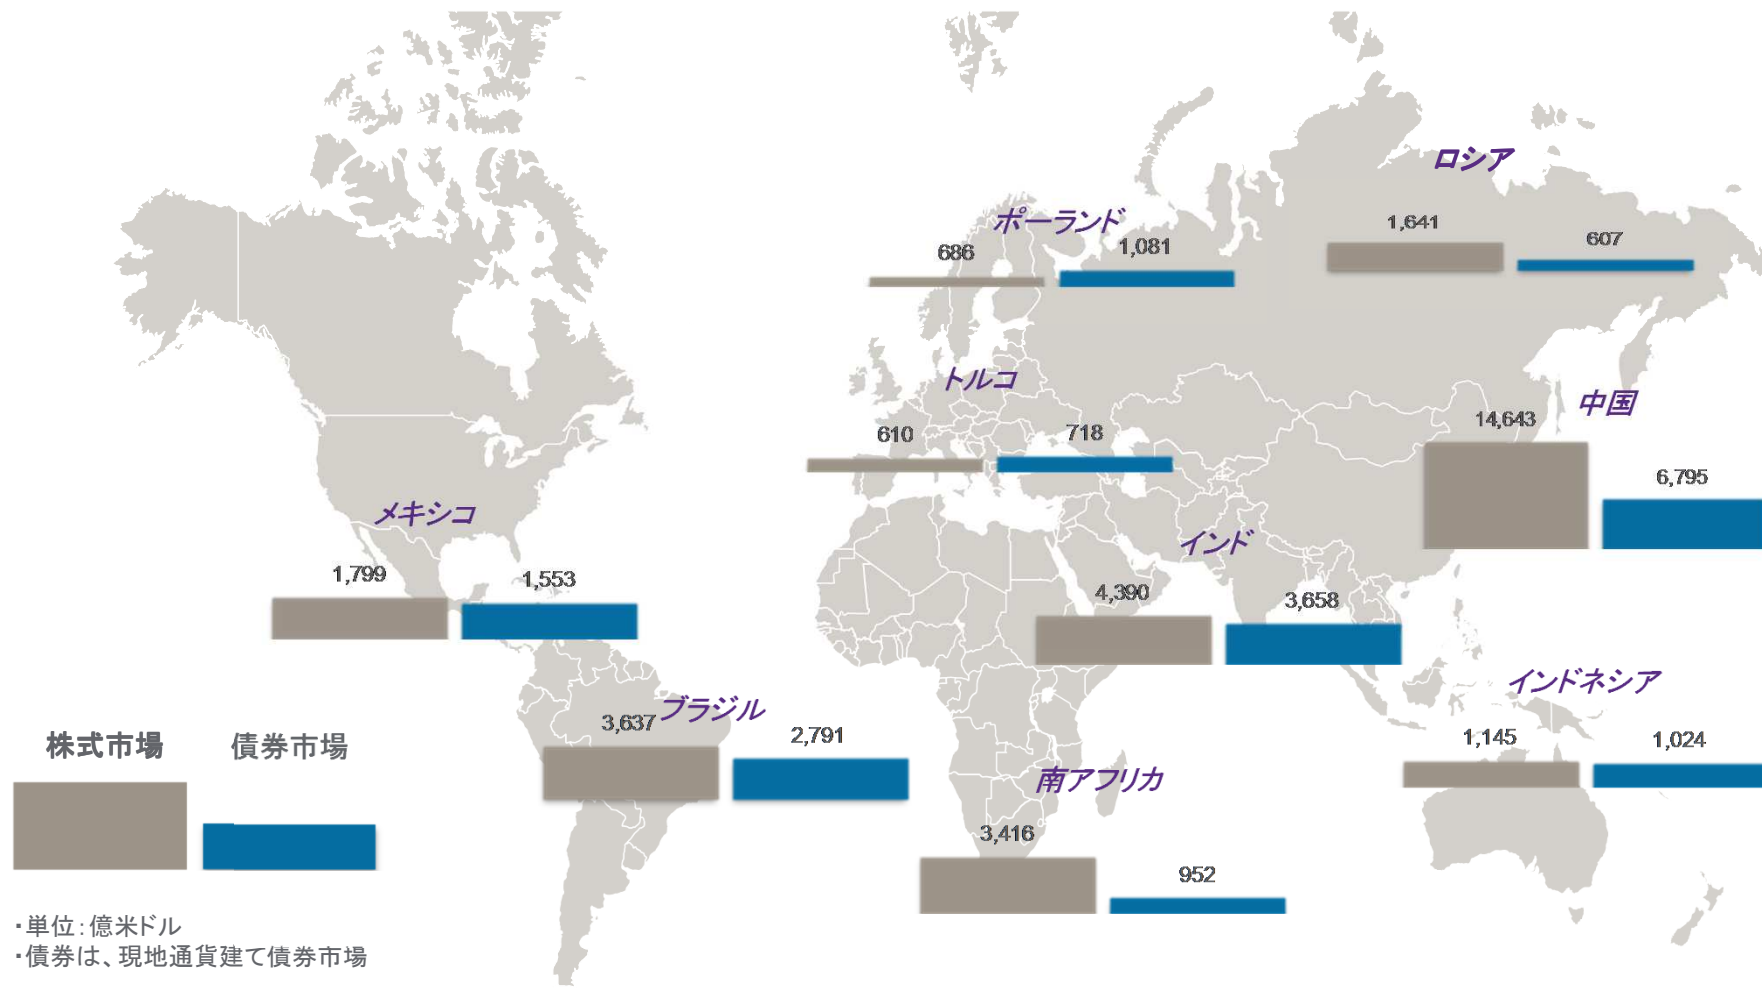 ロシア
1,641
607
ポーランド
686
1,081
トルコ
610
718
中国
14,643
6,795
メキシコ
1,799
1,553
インド
4,390
3,658
インドネシア
1,145
1,024
ブラジル
3,637
2,791
南アフリカ
3,416
952
株式市場
債券市場
・単位：億米ドル
・債券は、現地通貨建て債券市場